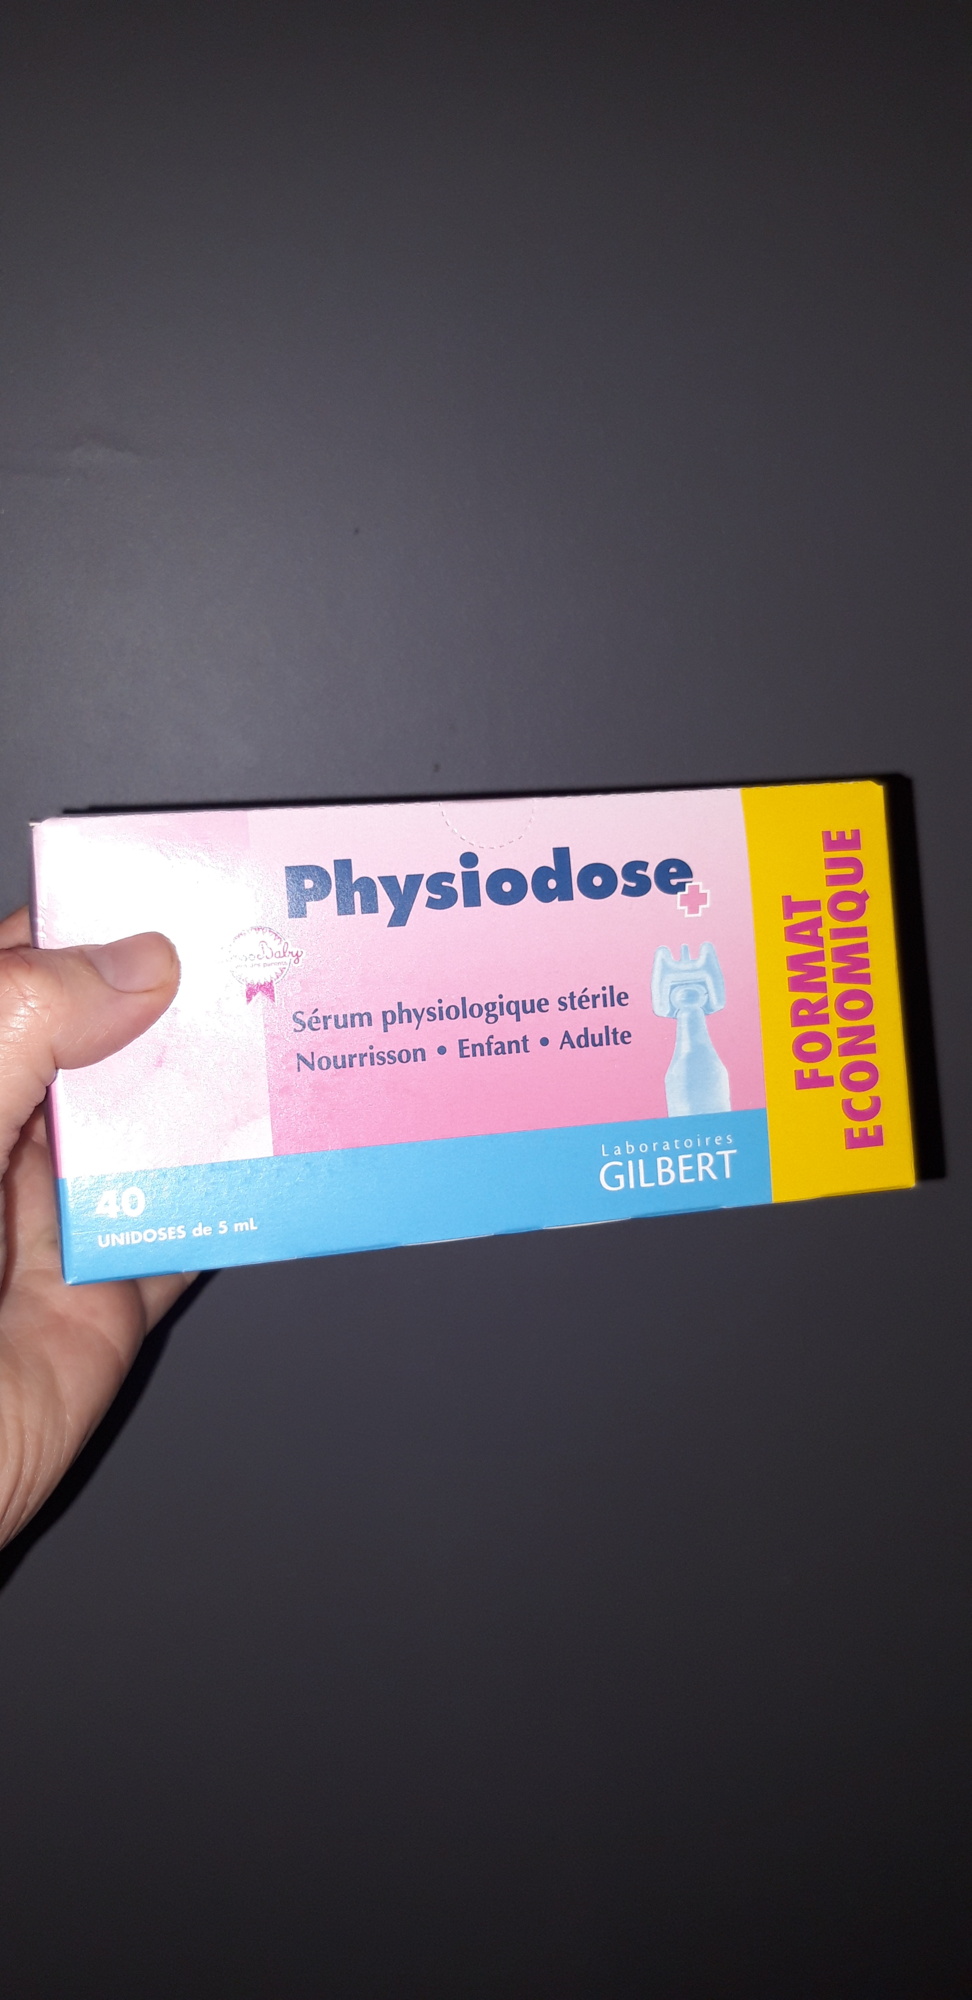 Physiodose
Sérum physiologique stérile
Nourrisson • Enfant • Adulte
Laboratoires
GILBERT
40
UNIDOSES de 5 mL
FORMAT
ECONOMIQUE